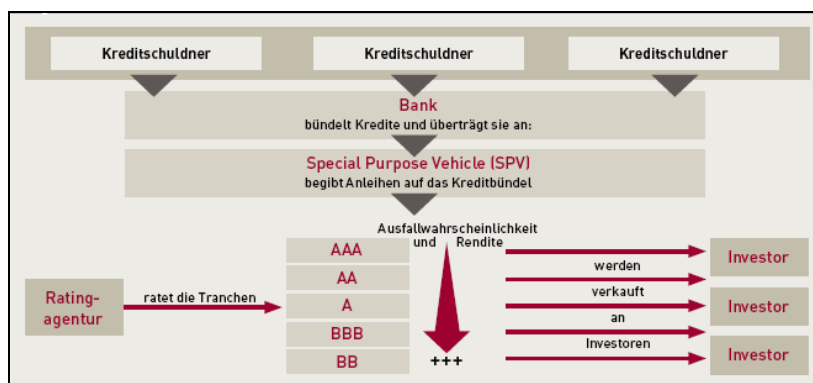 Kreditschuldner Kreditschuldner Kreditschuldner
Bank
bündelt Kredite und überträgt sie an:
Special Purpose Vehicle (SPV)
begibt Anleihen auf das Kreditbündel
Ausfallwahrscheinlichkeit
und Rendite
Rating-
agentur
ratet die Tranchen
AAA
AA
A
BBB
BB
+++
werden
verkauft
an
Investoren
Investor
Investor
Investor